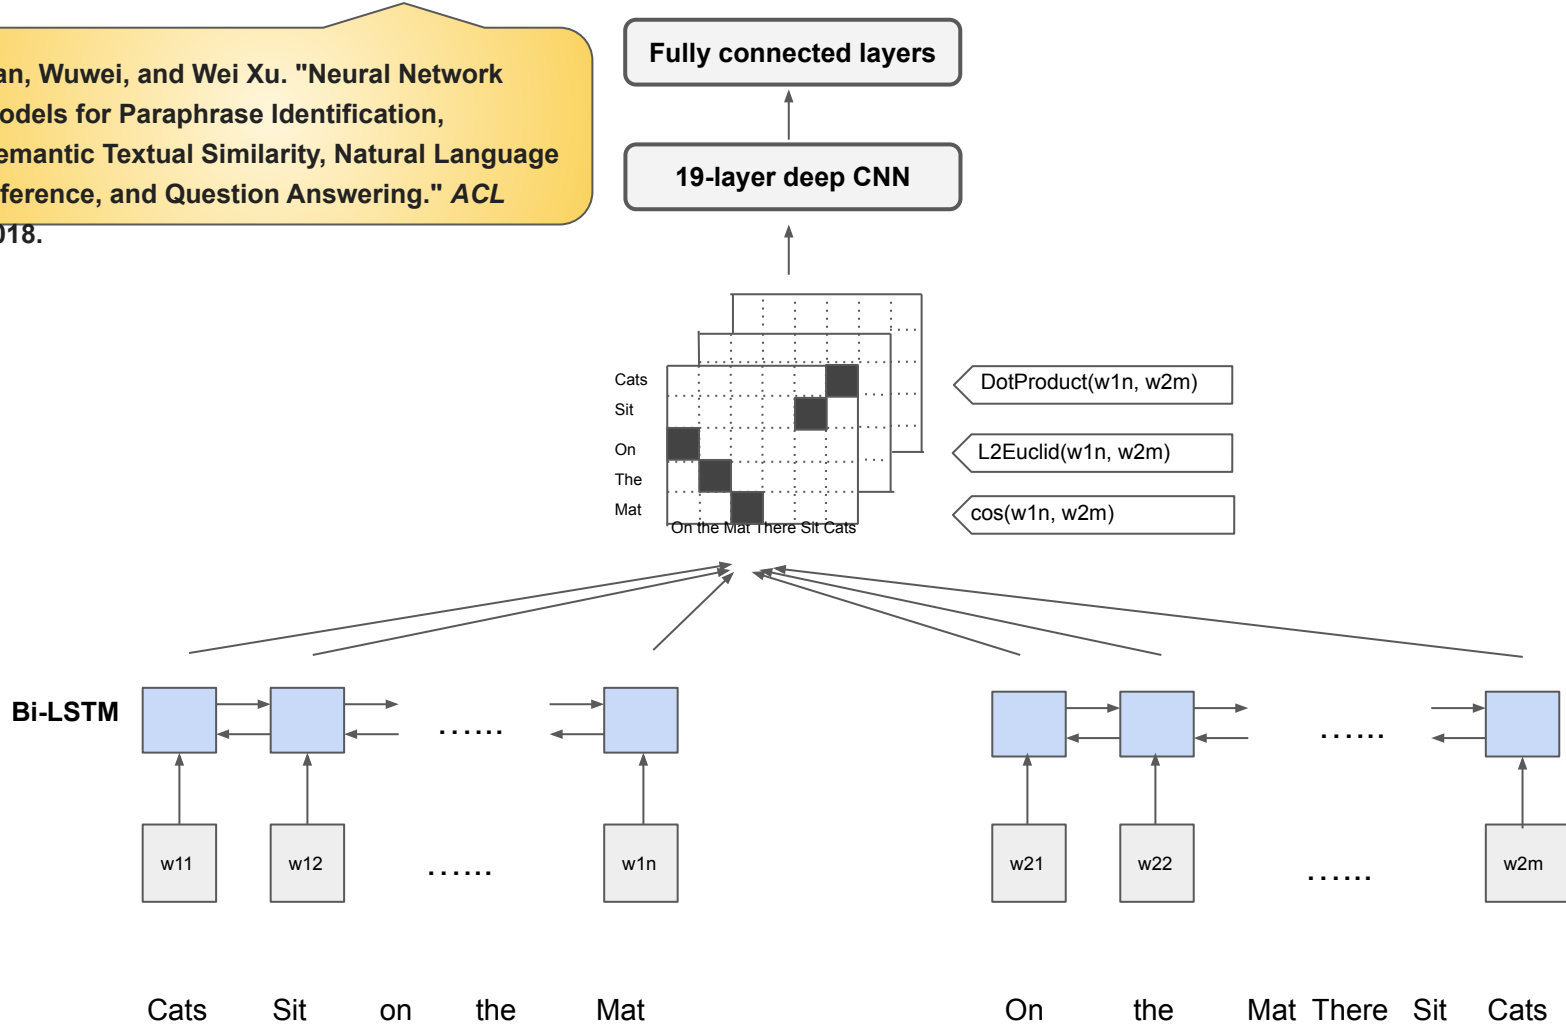 an, Wuwei, and Wei Xu. "Neural Network
odels for Paraphrase Identification,
emantic Textual Similarity, Natural Language
ference, and Question Answering." ACL
018.
Fully connected layers
19-layer deep CNN
Cats
Sit
On
The
Mat
On the Mat There Sit Cats
DotProduct(w1n, w2m)
L2Euclid(w1n, w2m)
cos(w1n, w2m)
Bi-LSTM
......
......
w11 w12 ...... w1n w21 w22 ...... w2m
Cats Sit on the Mat On the Mat There Sit Cats